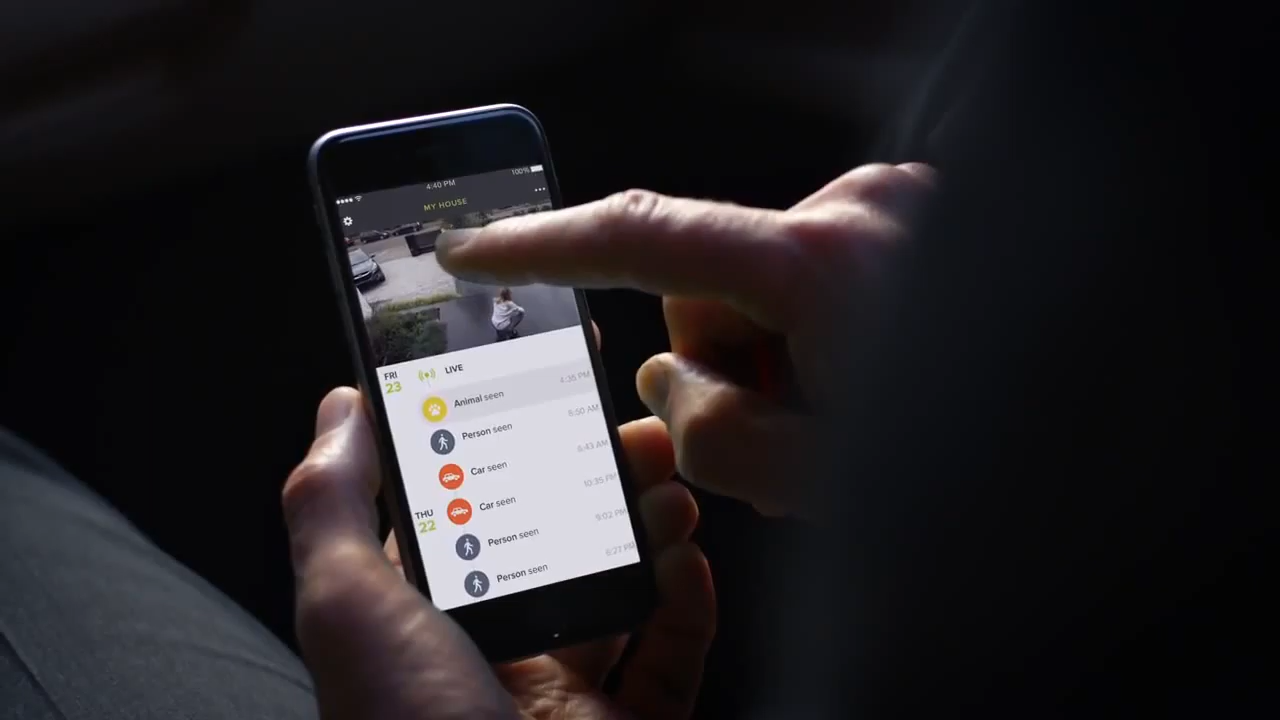 100%
4:40 PM
MY HOUSE
FRI
23
LIVE
Animal seen
4:36 PM
Person seen
6:50 AM
Car seen
6:43 AM
THU
22
Car seen
10:35 PM
Person seen
9:02 PM
Person seen
6:27 PM